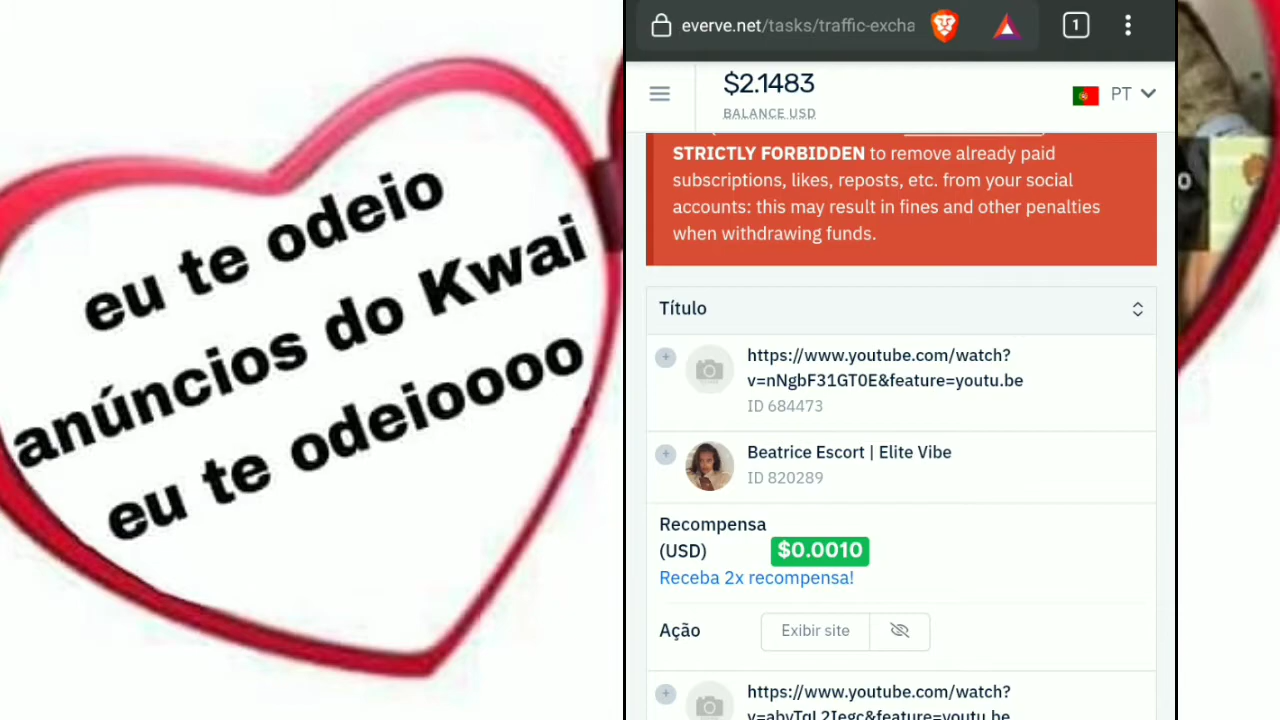 eu te odeio
anúncios do Kwai
eu te odeioooo
everve.net/tasks/traffic-excha
1
$2.1483
BALANCE USD
PT
STRICTLY FORBIDDEN to remove already paid
subscriptions, likes, reposts, etc. from your social
accounts: this may result in fines and other penalties
when withdrawing funds.
Título
https://www.youtube.com/watch?
v=nNgbF31GT0E&feature=youtu.be
ID 684473
Beatrice Escort | Elite Vibe
ID 820289
Recompensa
(USD) $0.0010
Receba 2x recompensa!
Ação Exibir site
https://www.youtube.com/watch?